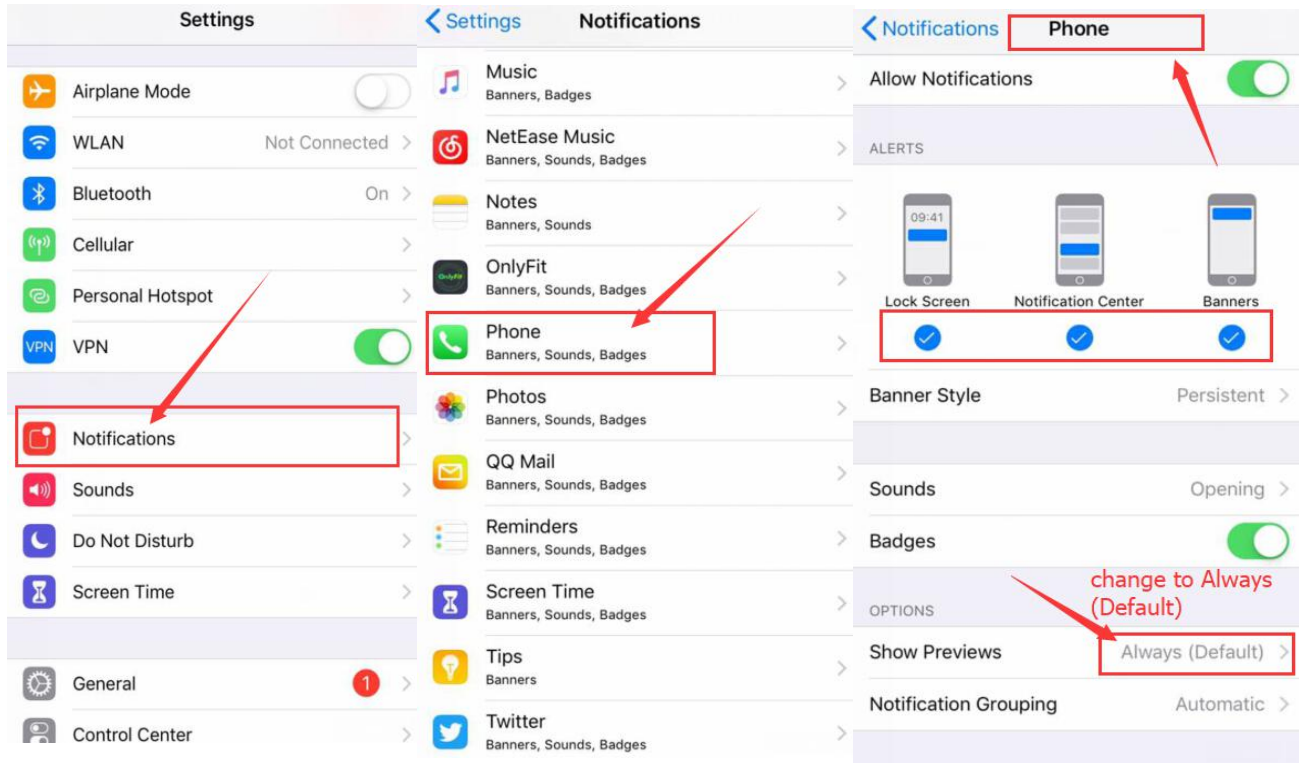 Settings
Airplane Mode
WLAN Not Connected
Bluetooth On
Cellular
Personal Hotspot
VPN VPN
Notifications
Sounds
Do Not Disturb
Screen Time
General 1
Control Center
Settings Notifications
Music
Banners, Badges
NetEase Music
Banners, Sounds, Badges
Notes
Banners, Sounds
OnlyFit OnlyFit
Banners, Sounds, Badges
Phone
Banners, Sounds, Badges
Photos
Banners, Sounds, Badges
QQ Mail
Banners, Sounds, Badges
Reminders
Banners, Sounds, Badges
Screen Time
Banners, Sounds, Badges
Tips
Banners
Twitter
Banners, Sounds, Badges
Notifications Phone
Allow Notifications
ALERTS
09:41
Lock Screen Notification Center Banners
Banner Style Persistent
Sounds Opening
Badges
change to Always
(Default)
OPTIONS
Show Previews Always (Default)
Notification Grouping Automatic